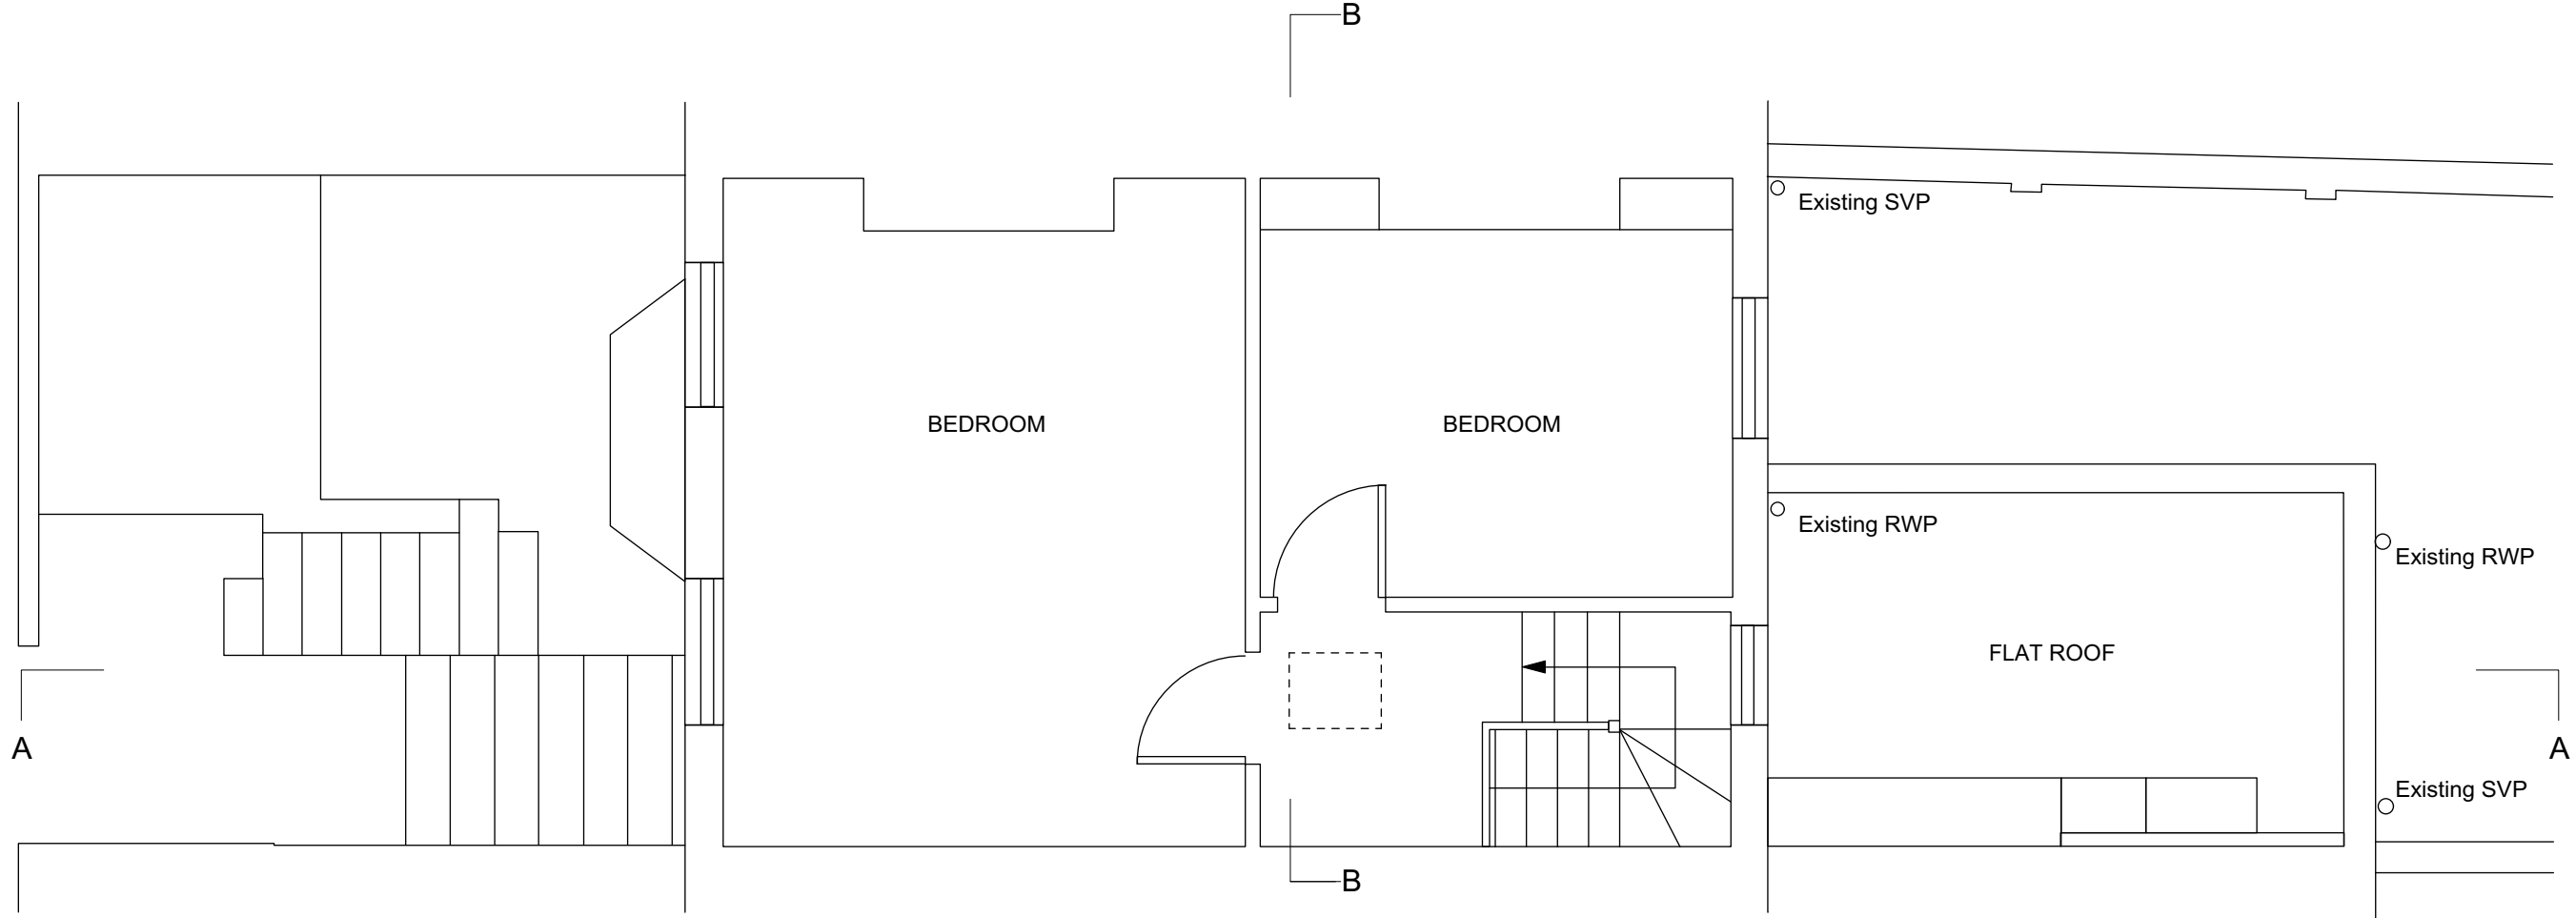 B
Existing SVP
BEDROOM
BEDROOM
Existing RWP
Existing RWP
FLAT ROOF
A
A
Existing SVP
B